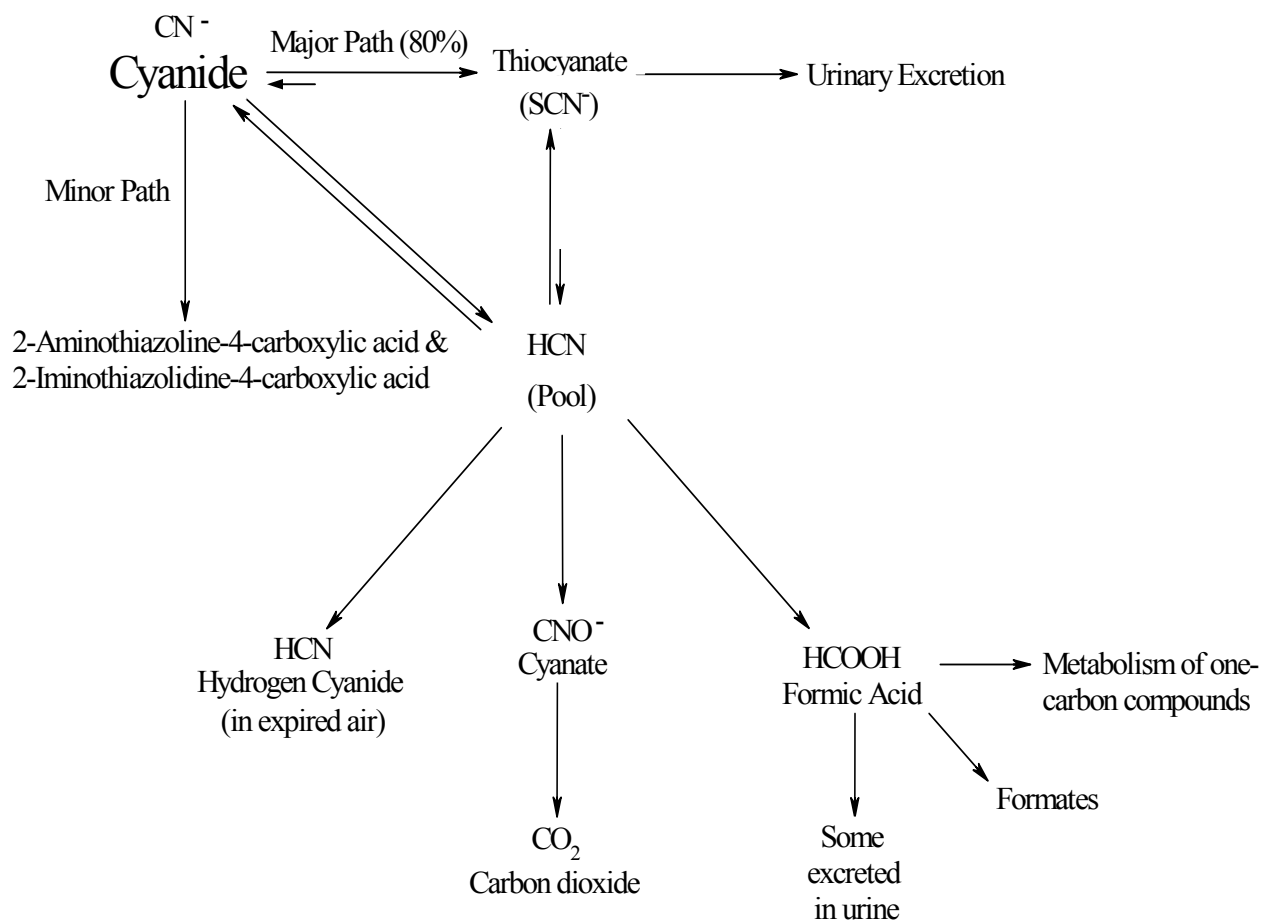 CN⁻
Cyanide
Major Path (80%)
Thiocyanate
(SCN⁻)
Urinary Excretion
Minor Path
2-Aminothiazoline-4-carboxylic acid &
2-Iminothiazolidine-4-carboxylic acid
HCN
(Pool)
HCN
Hydrogen Cyanide
(in expired air)
CNO⁻
Cyanate
HCOOH
Formic Acid
Metabolism of one-
carbon compounds
Formates
CO₂
Carbon dioxide
Some
excreted
in urine